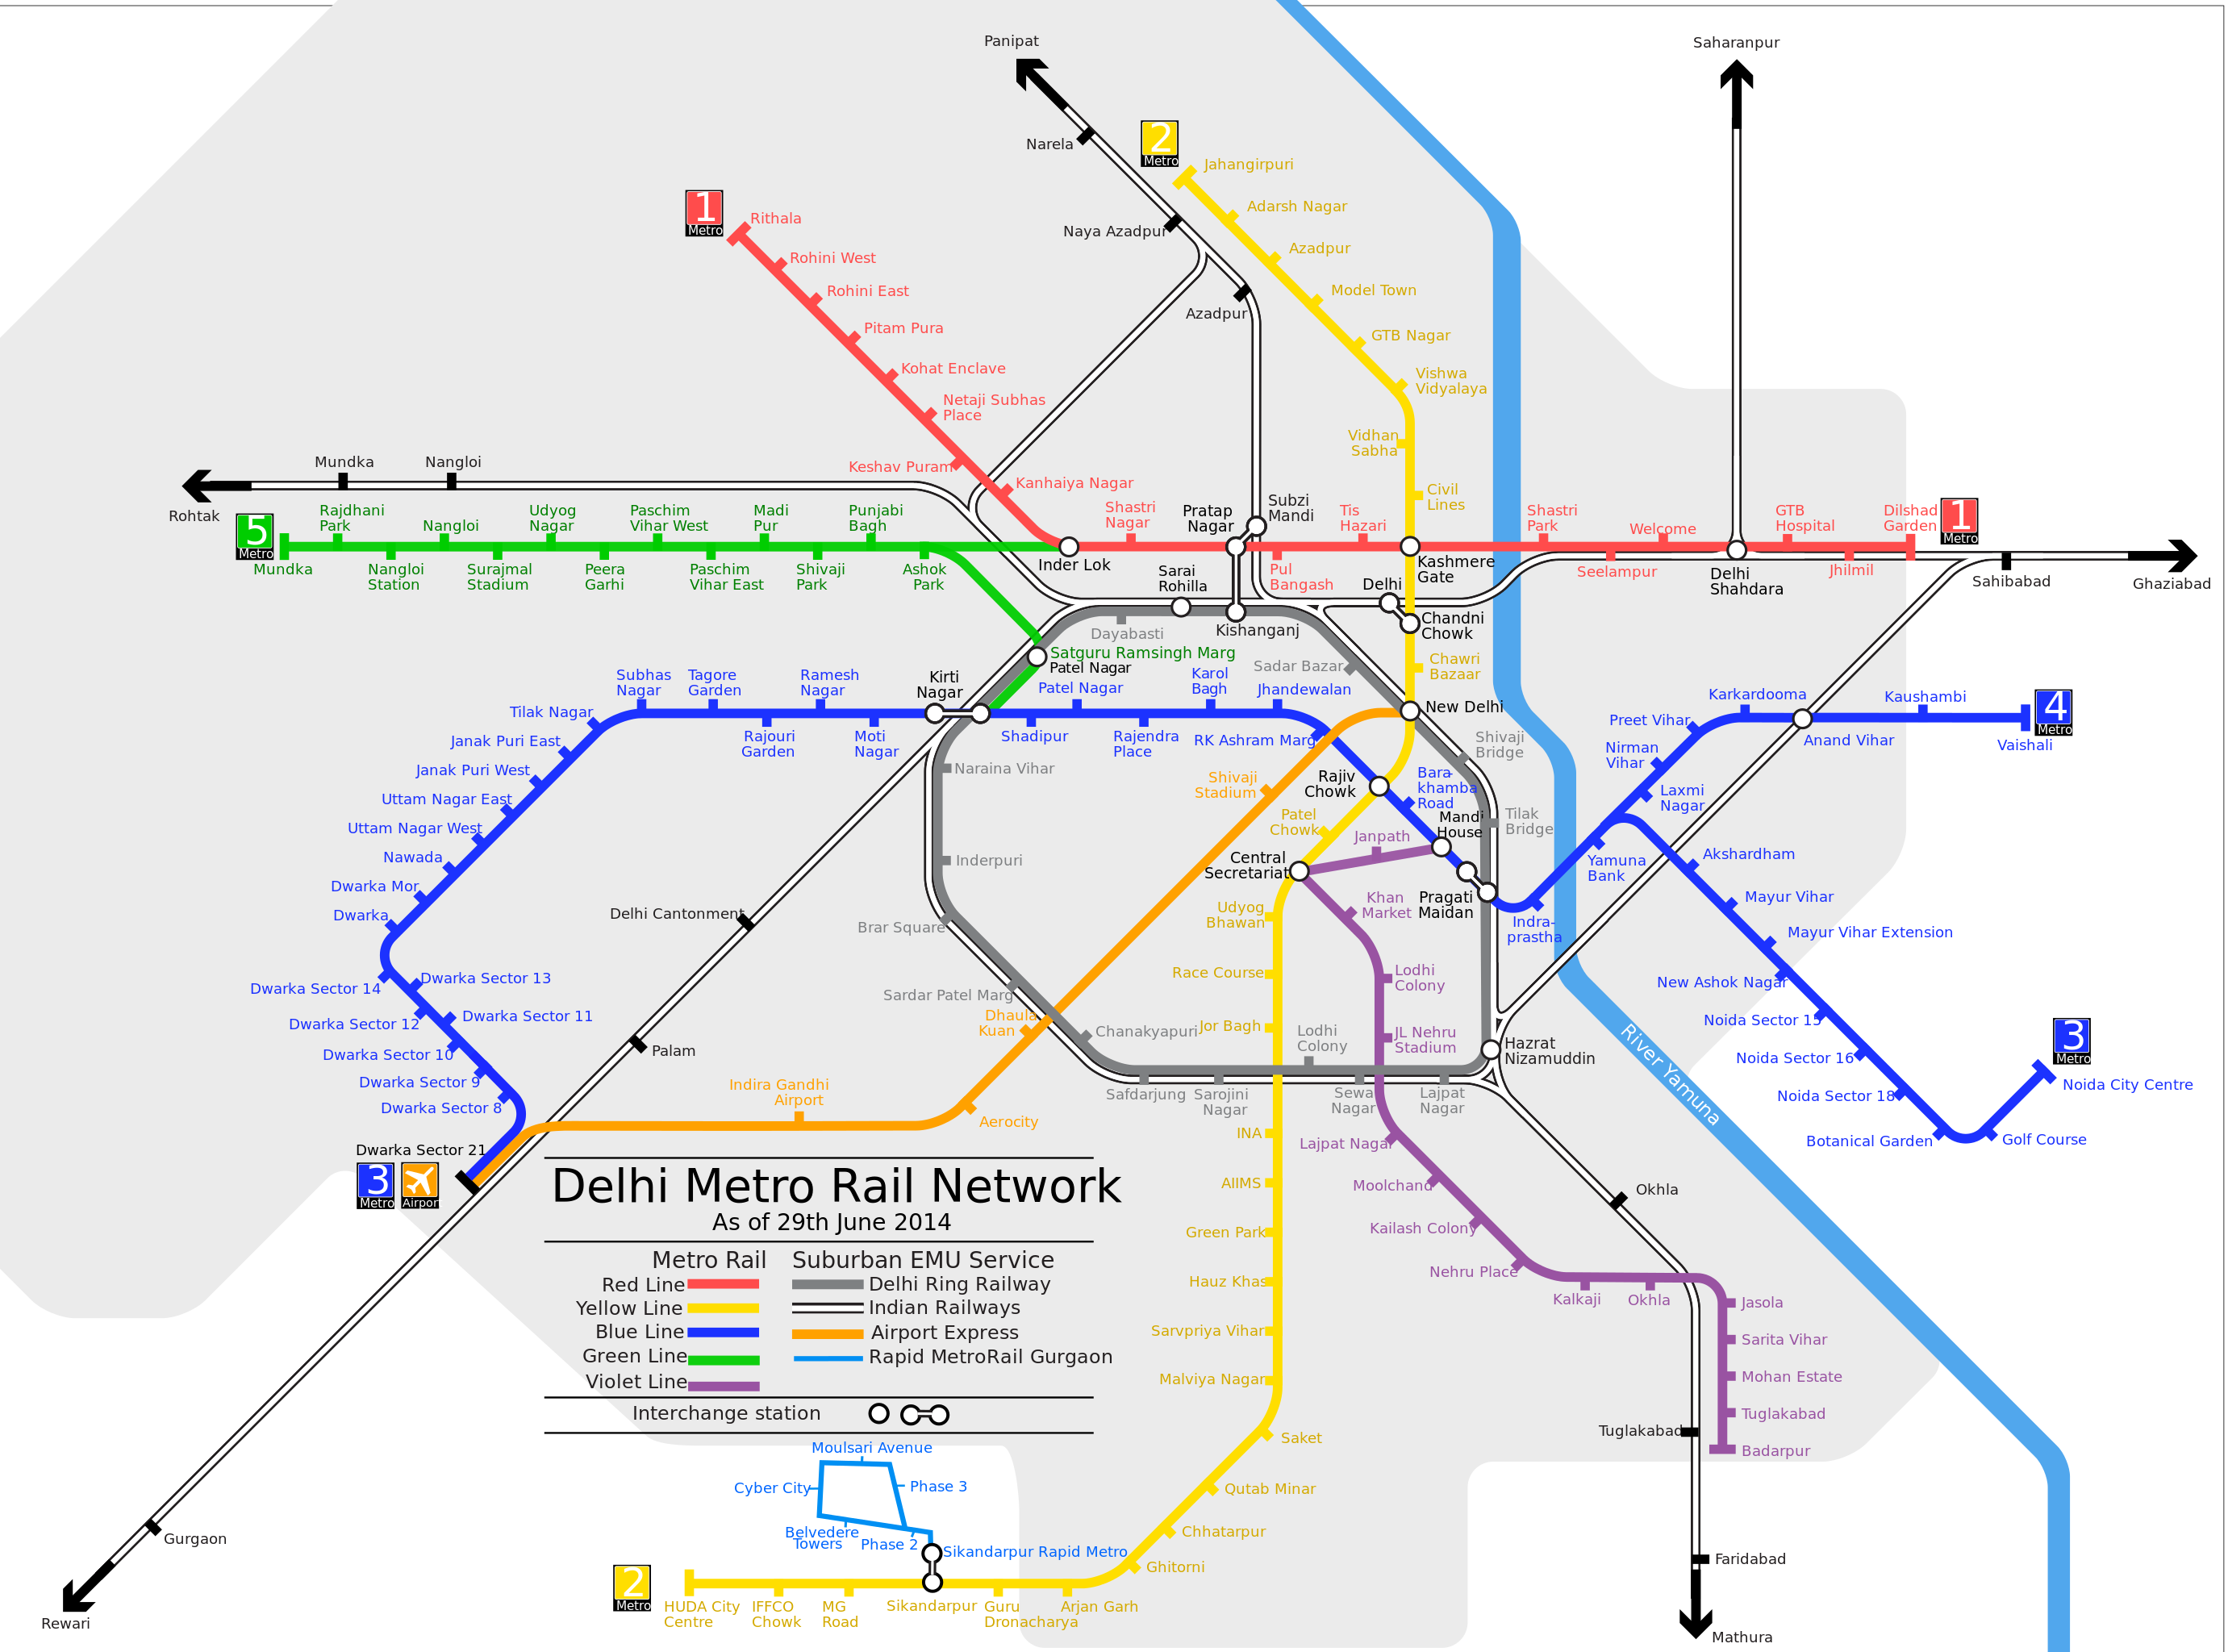 Panipat
Saharanpur
Narela
2
Metro
Jahangirpuri
Adarsh Nagar
Naya Azadpur
Azadpur
Model Town
Azadpur
GTB Nagar
Vishwa
Vidyalaya
Vidhan
Sabha
Civil
Lines
1
Metro
Rithala
Rohini West
Rohini East
Pitam Pura
Kohat Enclave
Netaji Subhas
Place
Keshav Puram
Kanhaiya Nagar
Mundka
Nangloi
Rohtak
5
Metro
Mundka
Rajdhani
Park
Nangloi
Station
Nangloi
Surajmal
Stadium
Udyog
Nagar
Peera
Garhi
Paschim
Vihar West
Paschim
Vihar East
Madi
Pur
Shivaji
Park
Punjabi
Bagh
Ashok
Park
Inder Lok
Shastri
Nagar
Pratap
Nagar
Subzi
Mandi
Pul
Bangash
Tis
Hazari
Kashmere
Gate
Shastri
Park
Seelampur
Welcome
Delhi
Shahdara
GTB
Hospital
Jhilmil
Dilshad
Garden
1
Metro
Sahibabad
Ghaziabad
Sarai
Rohilla
Delhi
Chandni
Chowk
Dayabasti
Kishanganj
Satguru Ramsingh Marg
Patel Nagar
Sadar Bazar
Chawri
Bazaar
Subhas
Nagar
Tagore
Garden
Ramesh
Nagar
Kirti
Nagar
Patel Nagar
Karol
Bagh
Jhandewalan
New Delhi
Tilak Nagar
Rajouri
Garden
Moti
Nagar
Shadipur
Rajendra
Place
RK Ashram Marg
Janak Puri East
Janak Puri West
Uttam Nagar East
Uttam Nagar West
Nawada
Dwarka Mor
Dwarka
Dwarka Sector 14
Dwarka Sector 13
Dwarka Sector 12
Dwarka Sector 11
Dwarka Sector 10
Dwarka Sector 9
Dwarka Sector 8
Dwarka Sector 21
3
Metro
Airport
Naraina Vihar
Inderpuri
Brar Square
Sardar Patel Marg
Delhi Cantonment
Palam
Shivaji
Stadium
Dhaula
Kuan
Chanakyapuri
Indira Gandhi
Airport
Aerocity
Shivaji
Bridge
Rajiv
Chowk
Bara-
khamba
Road
Mandi
House
Tilak
Bridge
Patel
Chowk
Janpath
Central
Secretariat
Khan
Market
Pragati
Maidan
Indra-
prastha
Yamuna
Bank
Laxmi
Nagar
Nirman
Vihar
Preet Vihar
Karkardooma
Anand Vihar
Kaushambi
Vaishali
4
Metro
Akshardham
Mayur Vihar
Mayur Vihar Extension
New Ashok Nagar
Noida Sector 15
Noida Sector 16
Noida Sector 18
Botanical Garden
Golf Course
Noida City Centre
3
Metro
River Yamuna
Udyog
Bhawan
Race Course
Jor Bagh
Lodhi
Colony
JL Nehru
Stadium
Lodhi
Colony
Hazrat
Nizamuddin
Safdarjung
Sarojini
Nagar
Sewa
Nagar
Lajpat
Nagar
INA
AIIMS
Green Park
Hauz Khas
Sarvpriya Vihar
Malviya Nagar
Saket
Qutab Minar
Chhatarpur
Ghitorni
Lajpat Nagar
Moolchand
Kailash Colony
Nehru Place
Kalkaji
Okhla
Okhla
Jasola
Sarita Vihar
Mohan Estate
Tuglakabad
Badarpur
Tuglakabad
Faridabad
Mathura
Delhi Metro Rail Network
As of 29th June 2014
Metro Rail
Red Line
Yellow Line
Blue Line
Green Line
Violet Line
Suburban EMU Service
Delhi Ring Railway
Indian Railways
Airport Express
Rapid MetroRail Gurgaon
Interchange station
Moulsari Avenue
Cyber City
Phase 3
Belvedere
Towers
Phase 2
Sikandarpur Rapid Metro
2
Metro
HUDA City
Centre
IFFCO
Chowk
MG
Road
Sikandarpur
Guru
Dronacharya
Arjan Garh
Gurgaon
Rewari